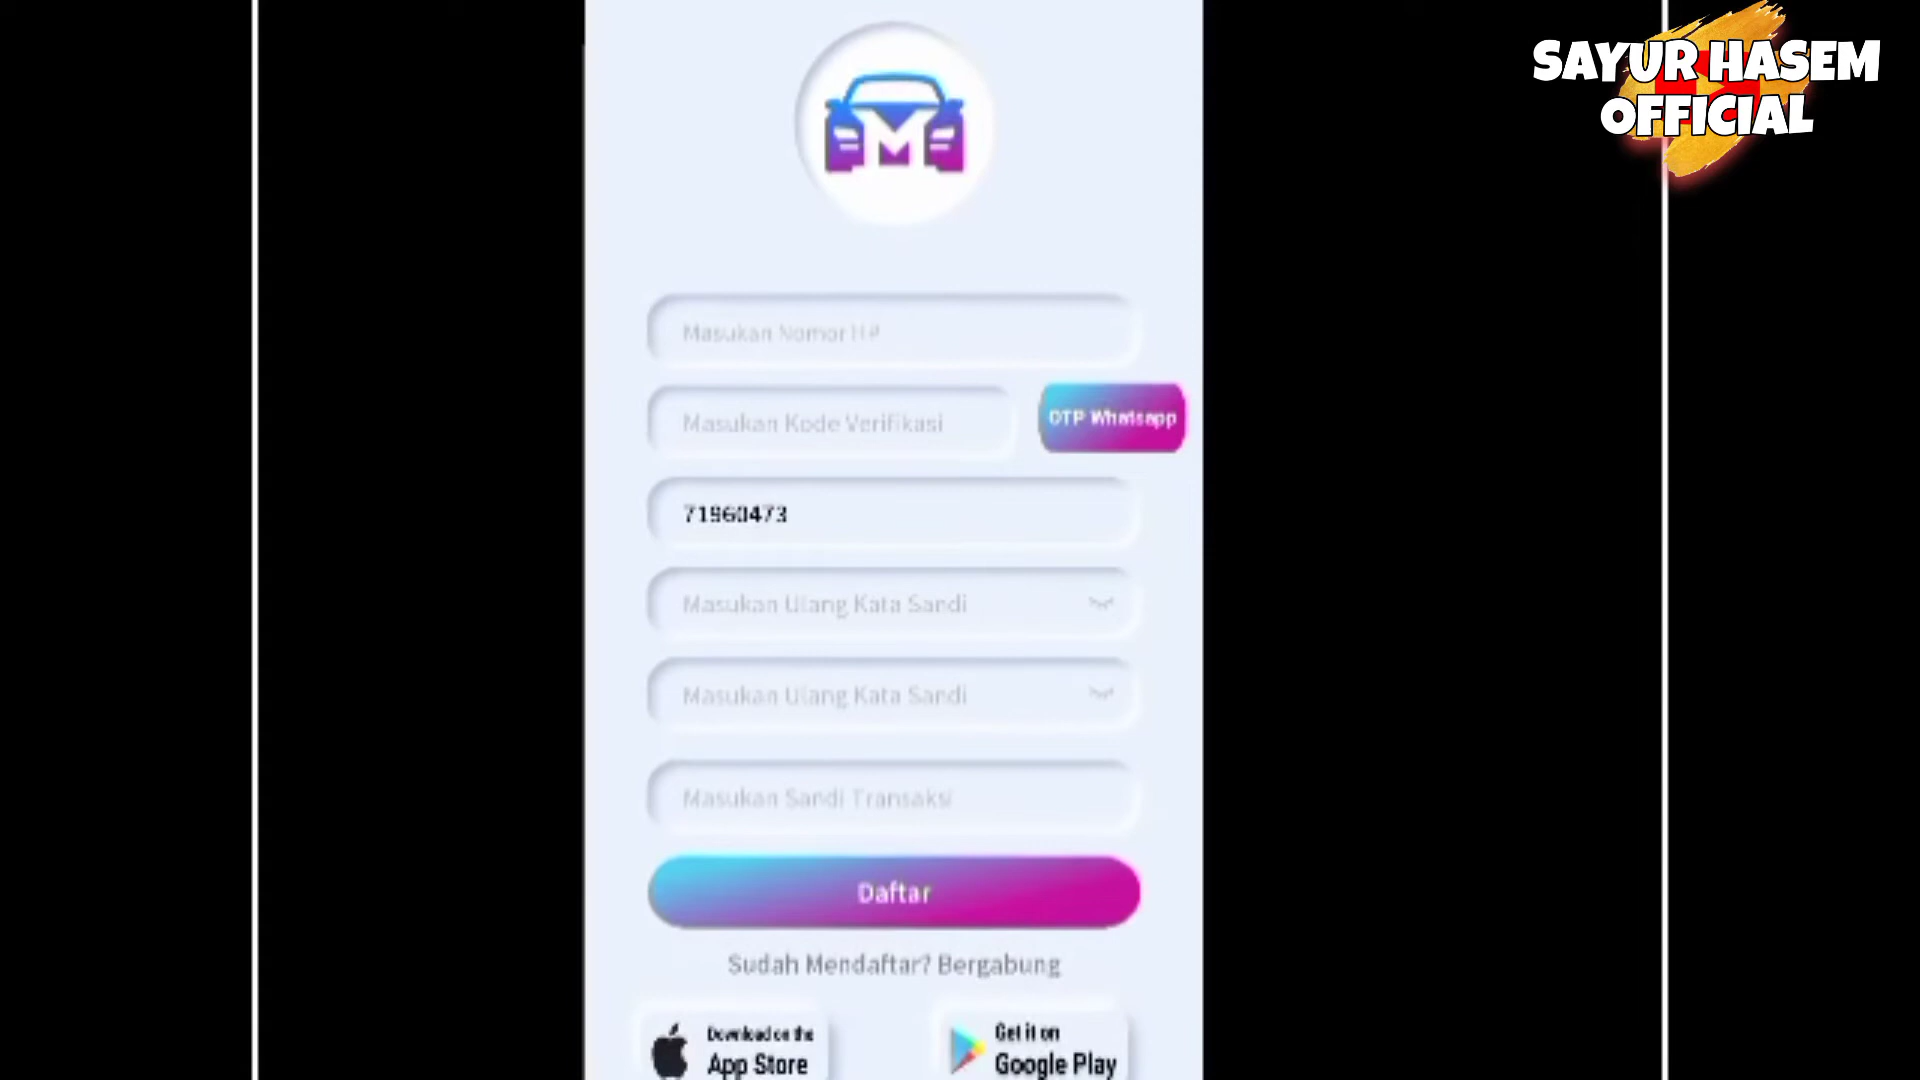 SAYUR HASEM
OFFICIAL
M
Masukan Nomor HP
Masukan Kode Verifikasi
OTP Whatsapp
71960473
Masukan Ulang Kata Sandi
Masukan Ulang Kata Sandi
Masukan Sandi Transaksi
Daftar
Sudah Mendaftar? Bergabung
Download on the
App Store
Get it on
Google Play